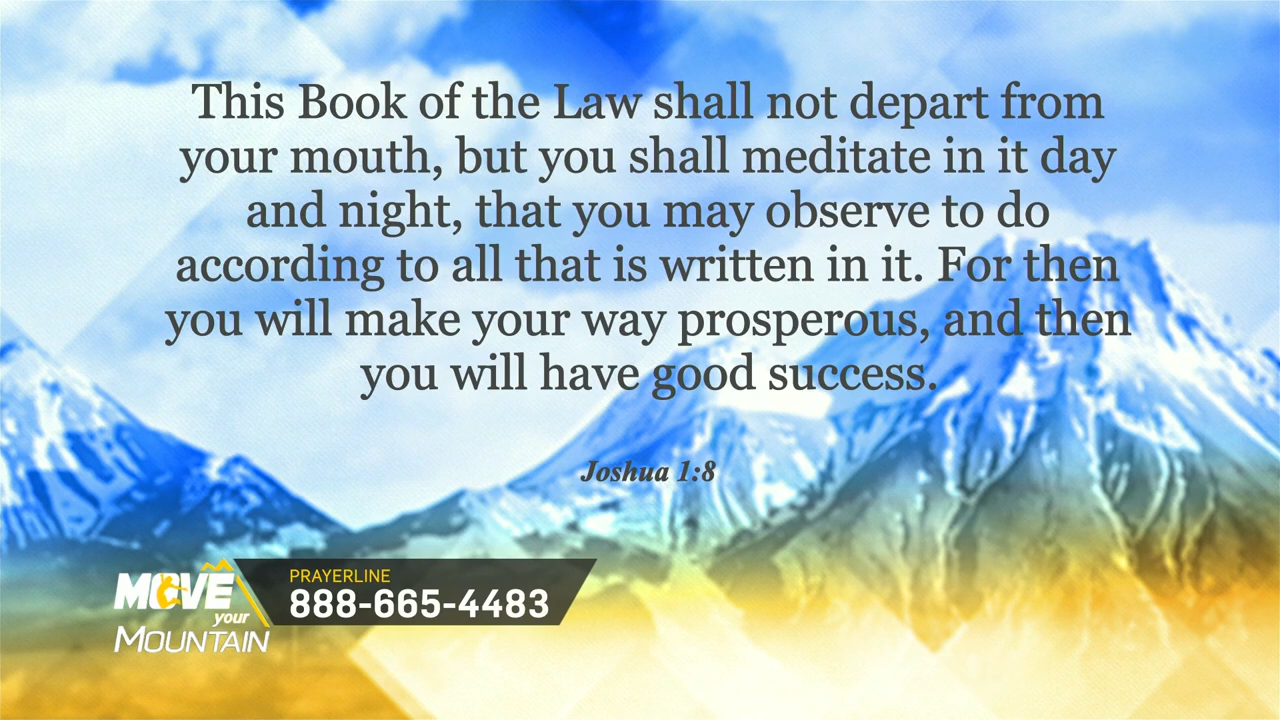 This Book of the Law shall not depart from
your mouth, but you shall meditate in it day
and night, that you may observe to do
according to all that is written in it. For then
you will make your way prosperous, and then
you will have good success.
Joshua 1:8
MOVE
your
MOUNTAIN
PRAYERLINE
888-665-4483